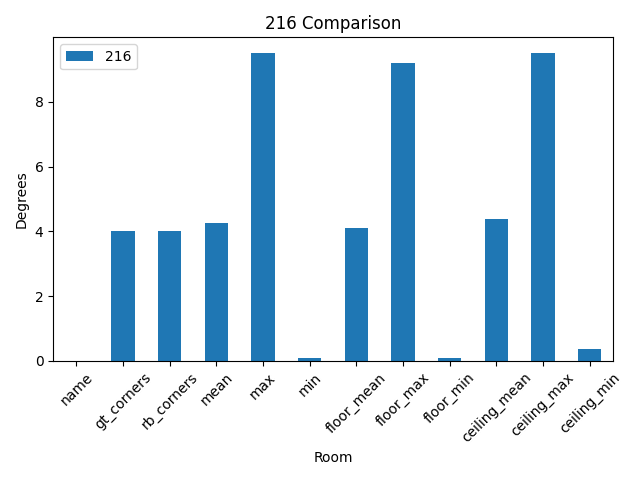 216 Comparison
216
Degrees
8
6
4
2
0
name
gt_corners
rb_corners
mean
max
min
floor_mean
floor_max
floor_min
ceiling_mean
ceiling_max
ceiling_min
Room